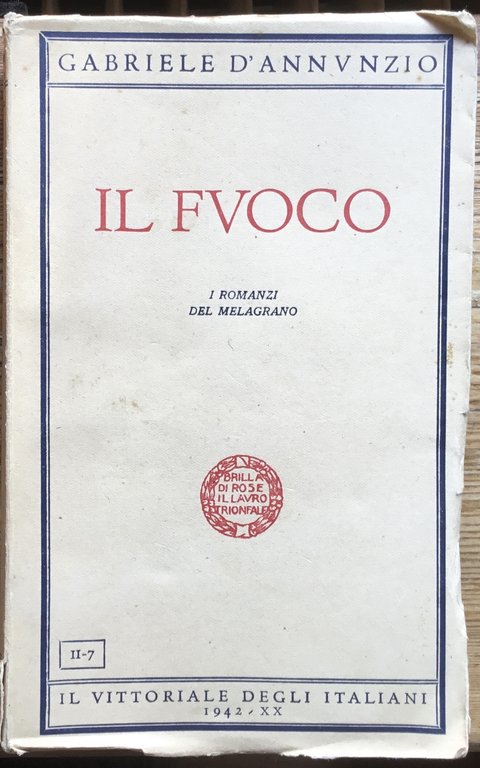 GABRIELE D'ANNVNZIO
IL FVOCO
I ROMANZI
DEL MELAGRANO
BRILLA
DI ROSE
IL LAVRO
TRIONFALE
II-7
IL VITTORIALE DEGLI ITALIANI
1942-XX